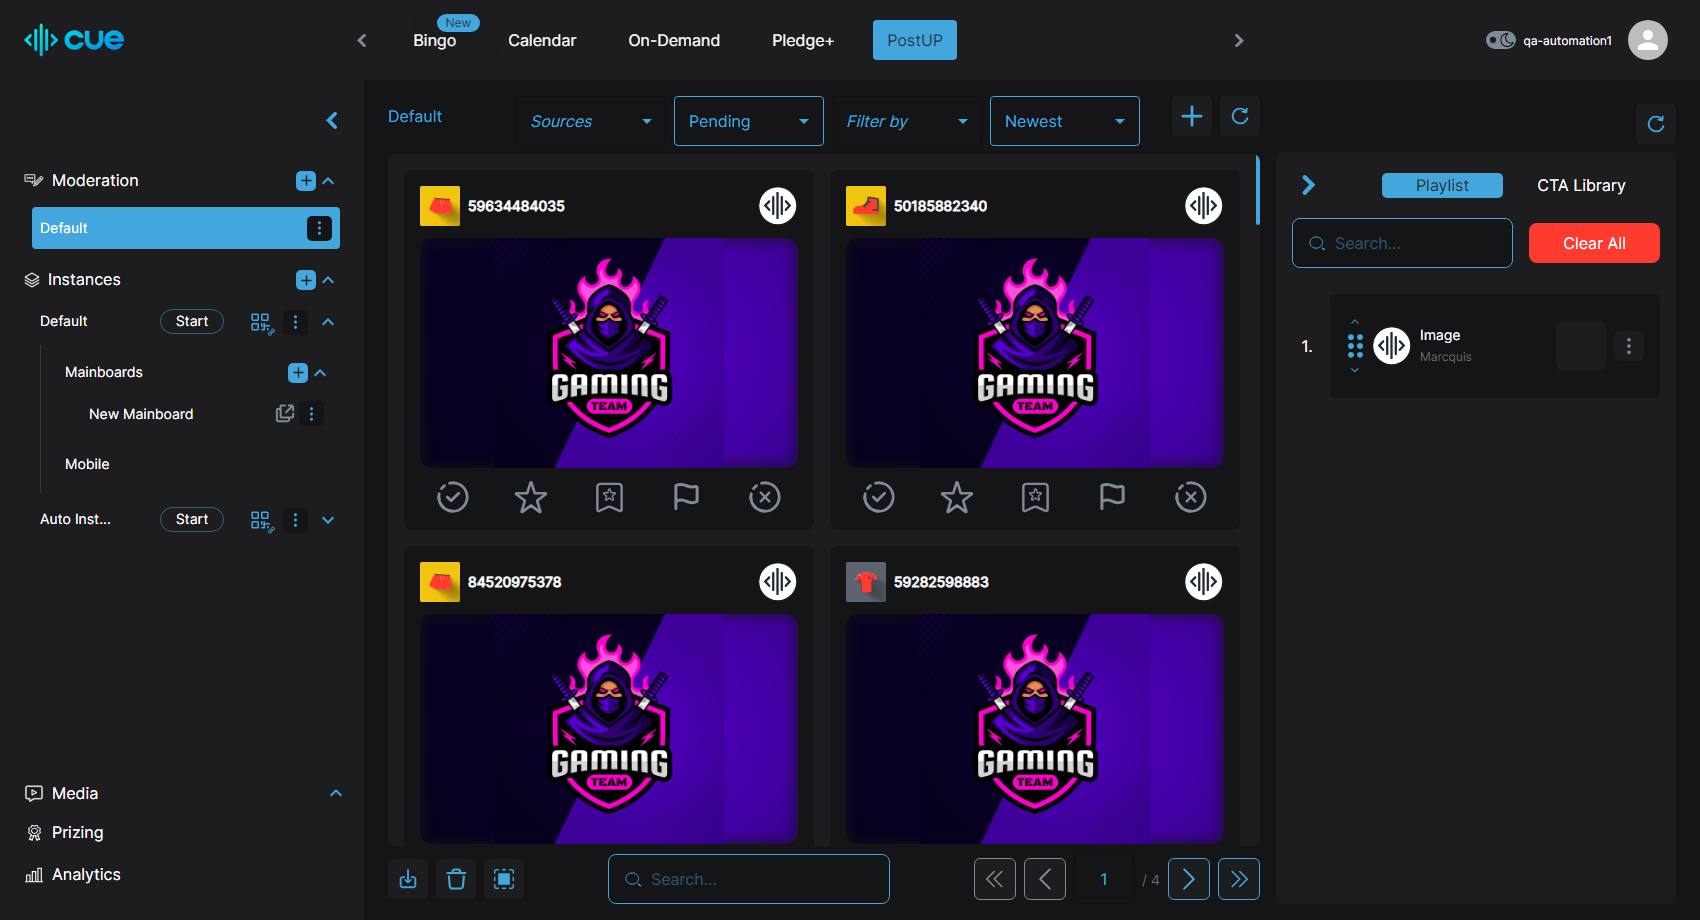 cue
New
Bingo
Calendar
On-Demand
Pledge+
PostUP
qa-automation1
Moderation
Default
Instances
Default
Start
Mainboards
New Mainboard
Mobile
Auto Inst...
Start
Media
Prizing
Analytics
Default
Sources
Pending
Filter by
Newest
59634484035
GAMING
TEAM
50185882340
GAMING
TEAM
84520975378
GAMING
TEAM
59282598883
GAMING
TEAM
Search...
1
/ 4
Playlist
CTA Library
Search...
Clear All
1.
Image
Marcquis